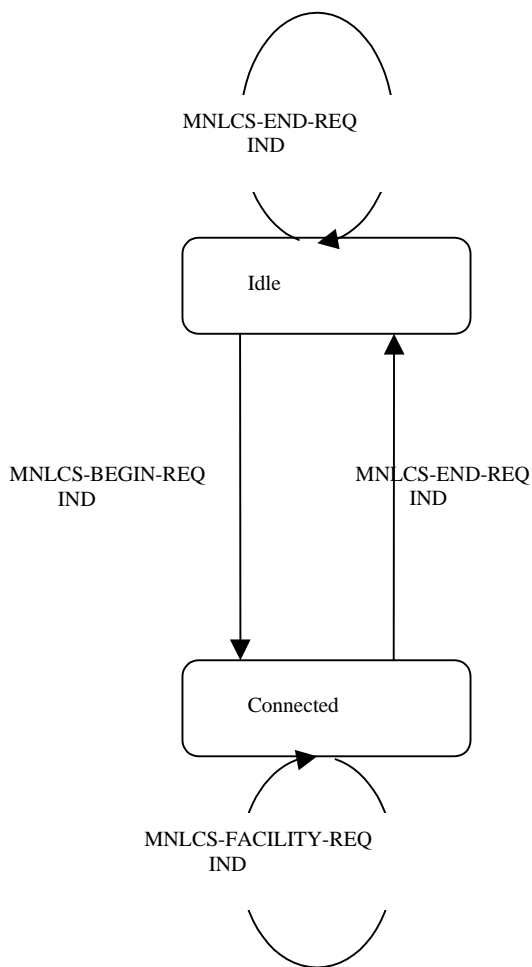 MNLCS-END-REQ
IND
Idle
MNLCS-BEGIN-REQ
IND
MNLCS-END-REQ
IND
Connected
MNLCS-FACILITY-REQ
IND